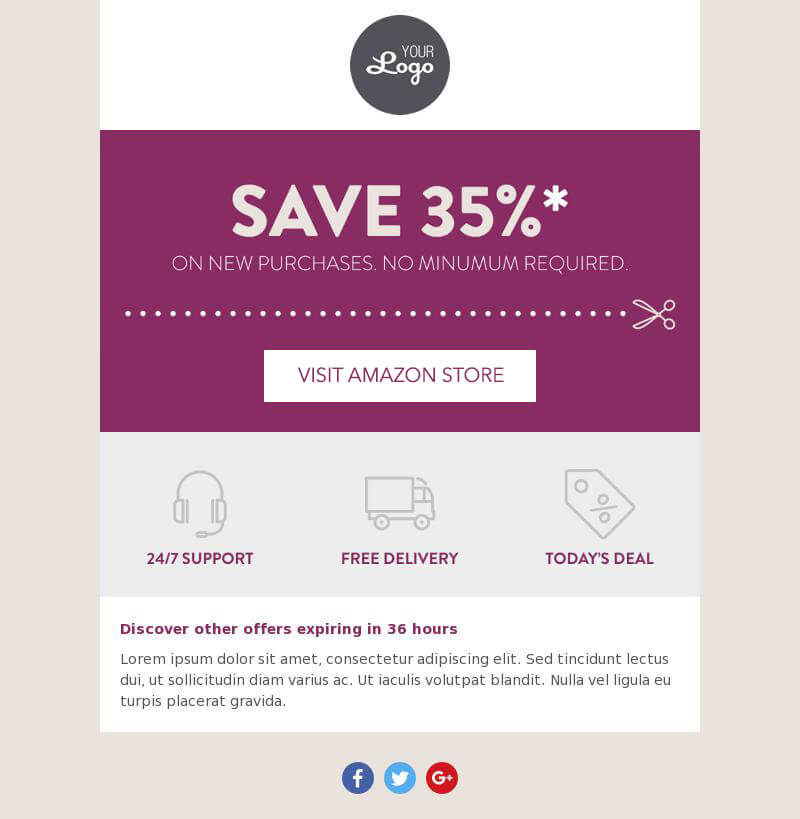 YOUR
Logo
SAVE 35%*
ON NEW PURCHASES. NO MINUMUM REQUIRED.
VISIT AMAZON STORE
24/7 SUPPORT
FREE DELIVERY
TODAY'S DEAL
Discover other offers expiring in 36 hours
Lorem ipsum dolor sit amet, consectetur adipiscing elit. Sed tincidunt lectus
dui, ut sollicitudin diam varius ac. Ut iaculis volutpat blandit. Nulla vel ligula eu
turpis placerat gravida.
f
G+